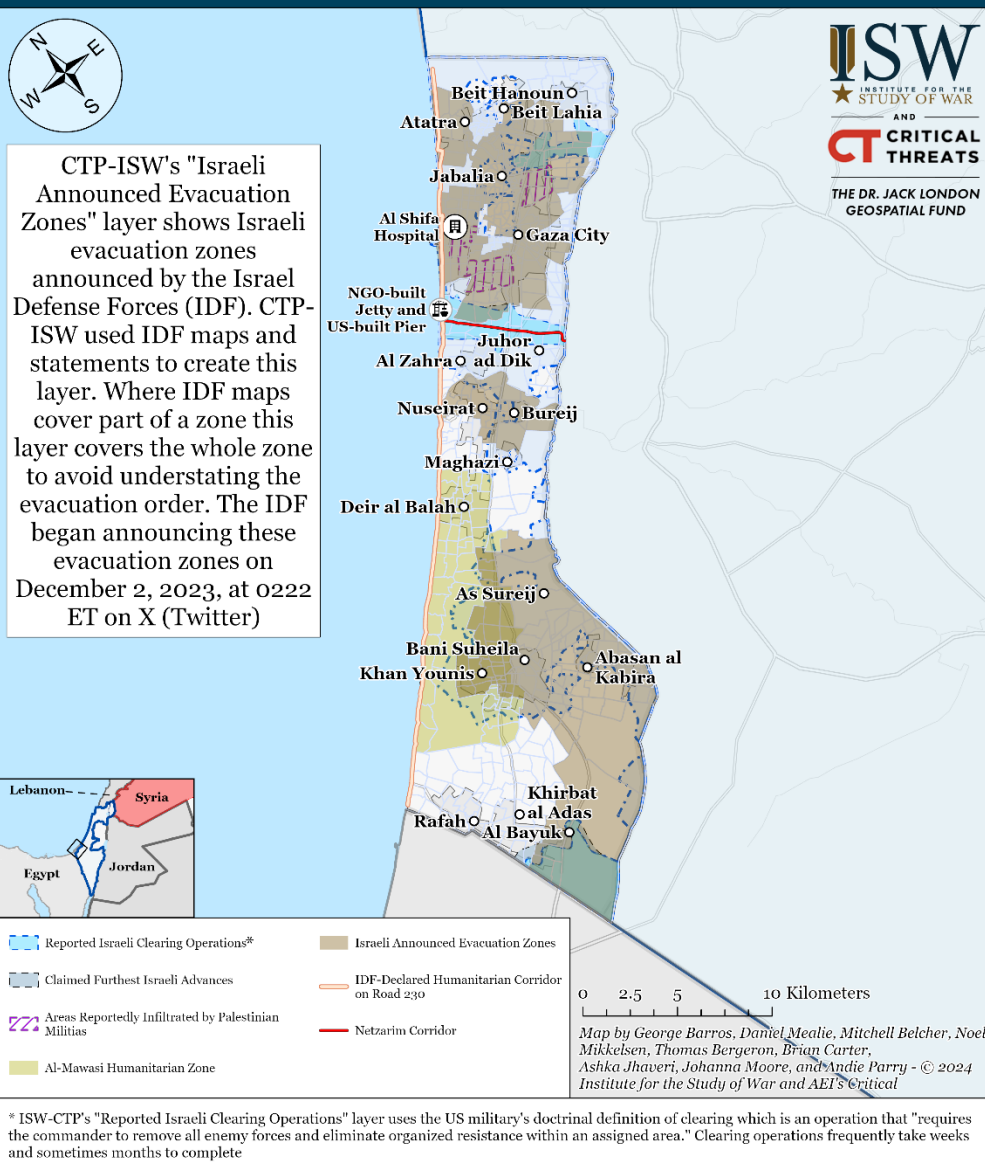 N
E
W
S
ISW
INSTITUTE FOR THE
STUDY OF WAR
AND
CT CRITICAL
THREATS
THE DR. JACK LONDON
GEOSPATIAL FUND
CTP-ISW's "Israeli
Announced Evacuation
Zones" layer shows Israeli
evacuation zones
announced by the Israel
Defense Forces (IDF). CTP-
ISW used IDF maps and
statements to create this
layer. Where IDF maps
cover part of a zone this
layer covers the whole zone
to avoid understating the
evacuation order. The IDF
began announcing these
evacuation zones on
December 2, 2023, at 0222
ET on X (Twitter)
Beit Hanoun
Beit Lahia
Atatra
Jabalia
Al Shifa
Hospital
Gaza City
NGO-built
Jetty and
US-built Pier
Juhor
ad Dik
Al Zahra
Nuseirat
Bureij
Maghazi
Deir al Balah
As Sureij
Bani Suheila
Abasan al
Kabira
Khan Younis
Khirbat
al Adas
Rafah
Al Bayuk
Lebanon
Syria
Jordan
Egypt
Reported Israeli Clearing Operations*
Claimed Furthest Israeli Advances
Areas Reportedly Infiltrated by Palestinian
Militias
Al-Mawasi Humanitarian Zone
Israeli Announced Evacuation Zones
IDF-Declared Humanitarian Corridor
on Road 230
Netzarim Corridor
0 2.5 5 10 Kilometers
Map by George Barros, Daniel Mealie, Mitchell Belcher, Noel
Mikkelsen, Thomas Bergeron, Brian Carter,
Ashka Jhaveri, Johanna Moore, and Andie Parry - © 2024
Institute for the Study of War and AEI's Critical
* ISW-CTP's "Reported Israeli Clearing Operations" layer uses the US military's doctrinal definition of clearing which is an operation that "requires
the commander to remove all enemy forces and eliminate organized resistance within an assigned area." Clearing operations frequently take weeks
and sometimes months to complete